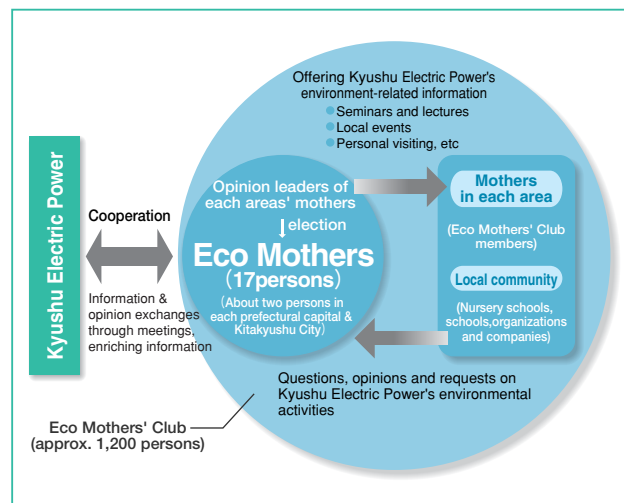 Offering Kyushu Electric Power's
environment-related information
Seminars and lectures
Local events
Personal visiting, etc
Kyushu Electric Power
Cooperation
Information &
opinion exchanges
through meetings,
enriching information
Opinion leaders of
each areas' mothers
election
Eco Mothers
(17persons)
(About two persons in
each prefectural capital &
Kitakyushu City)
Mothers
in each area
(Eco Mothers' Club
members)
Local community
(Nursery schools,
schools,organizations
and companies)
Questions, opinions and requests on
Kyushu Electric Power's environmental
activities
Eco Mothers' Club
(approx. 1,200 persons)